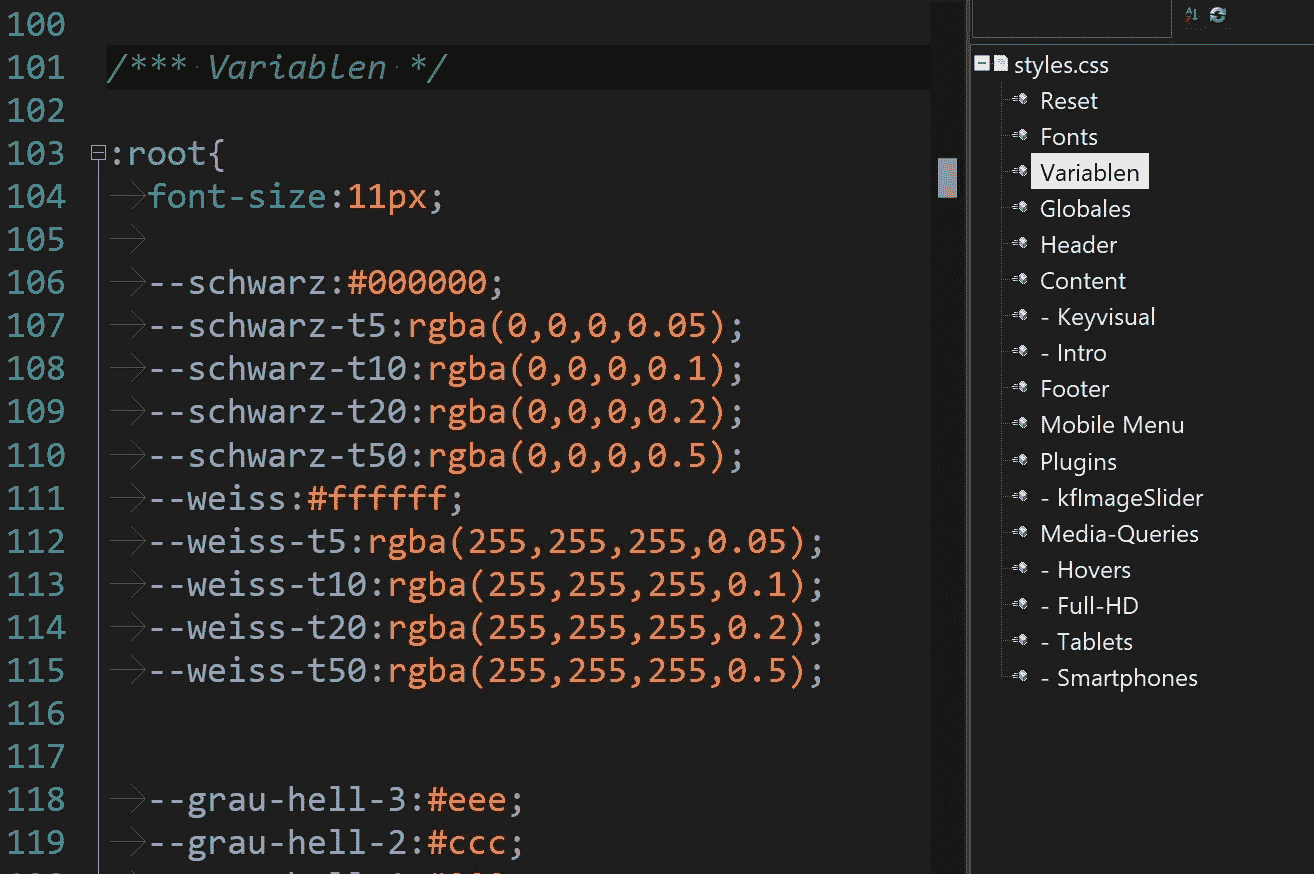 100
101 /*** Variablen */
102
103 :root{
104 font-size:11px;
105
106 --schwarz:#000000;
107 --schwarz-t5:rgba(0,0,0,0.05);
108 --schwarz-t10:rgba(0,0,0,0.1);
109 --schwarz-t20:rgba(0,0,0,0.2);
110 --schwarz-t50:rgba(0,0,0,0.5);
111 --weiss:#ffffff;
112 --weiss-t5:rgba(255,255,255,0.05);
113 --weiss-t10:rgba(255,255,255,0.1);
114 --weiss-t20:rgba(255,255,255,0.2);
115 --weiss-t50:rgba(255,255,255,0.5);
116
117
118 --grau-hell-3:#eee;
119 --grau-hell-2:#ccc;
styles.css
Reset
Fonts
Variablen
Globales
Header
Content
- Keyvisual
- Intro
Footer
Mobile Menu
Plugins
- kfImageSlider
Media-Queries
- Hovers
- Full-HD
- Tablets
- Smartphones